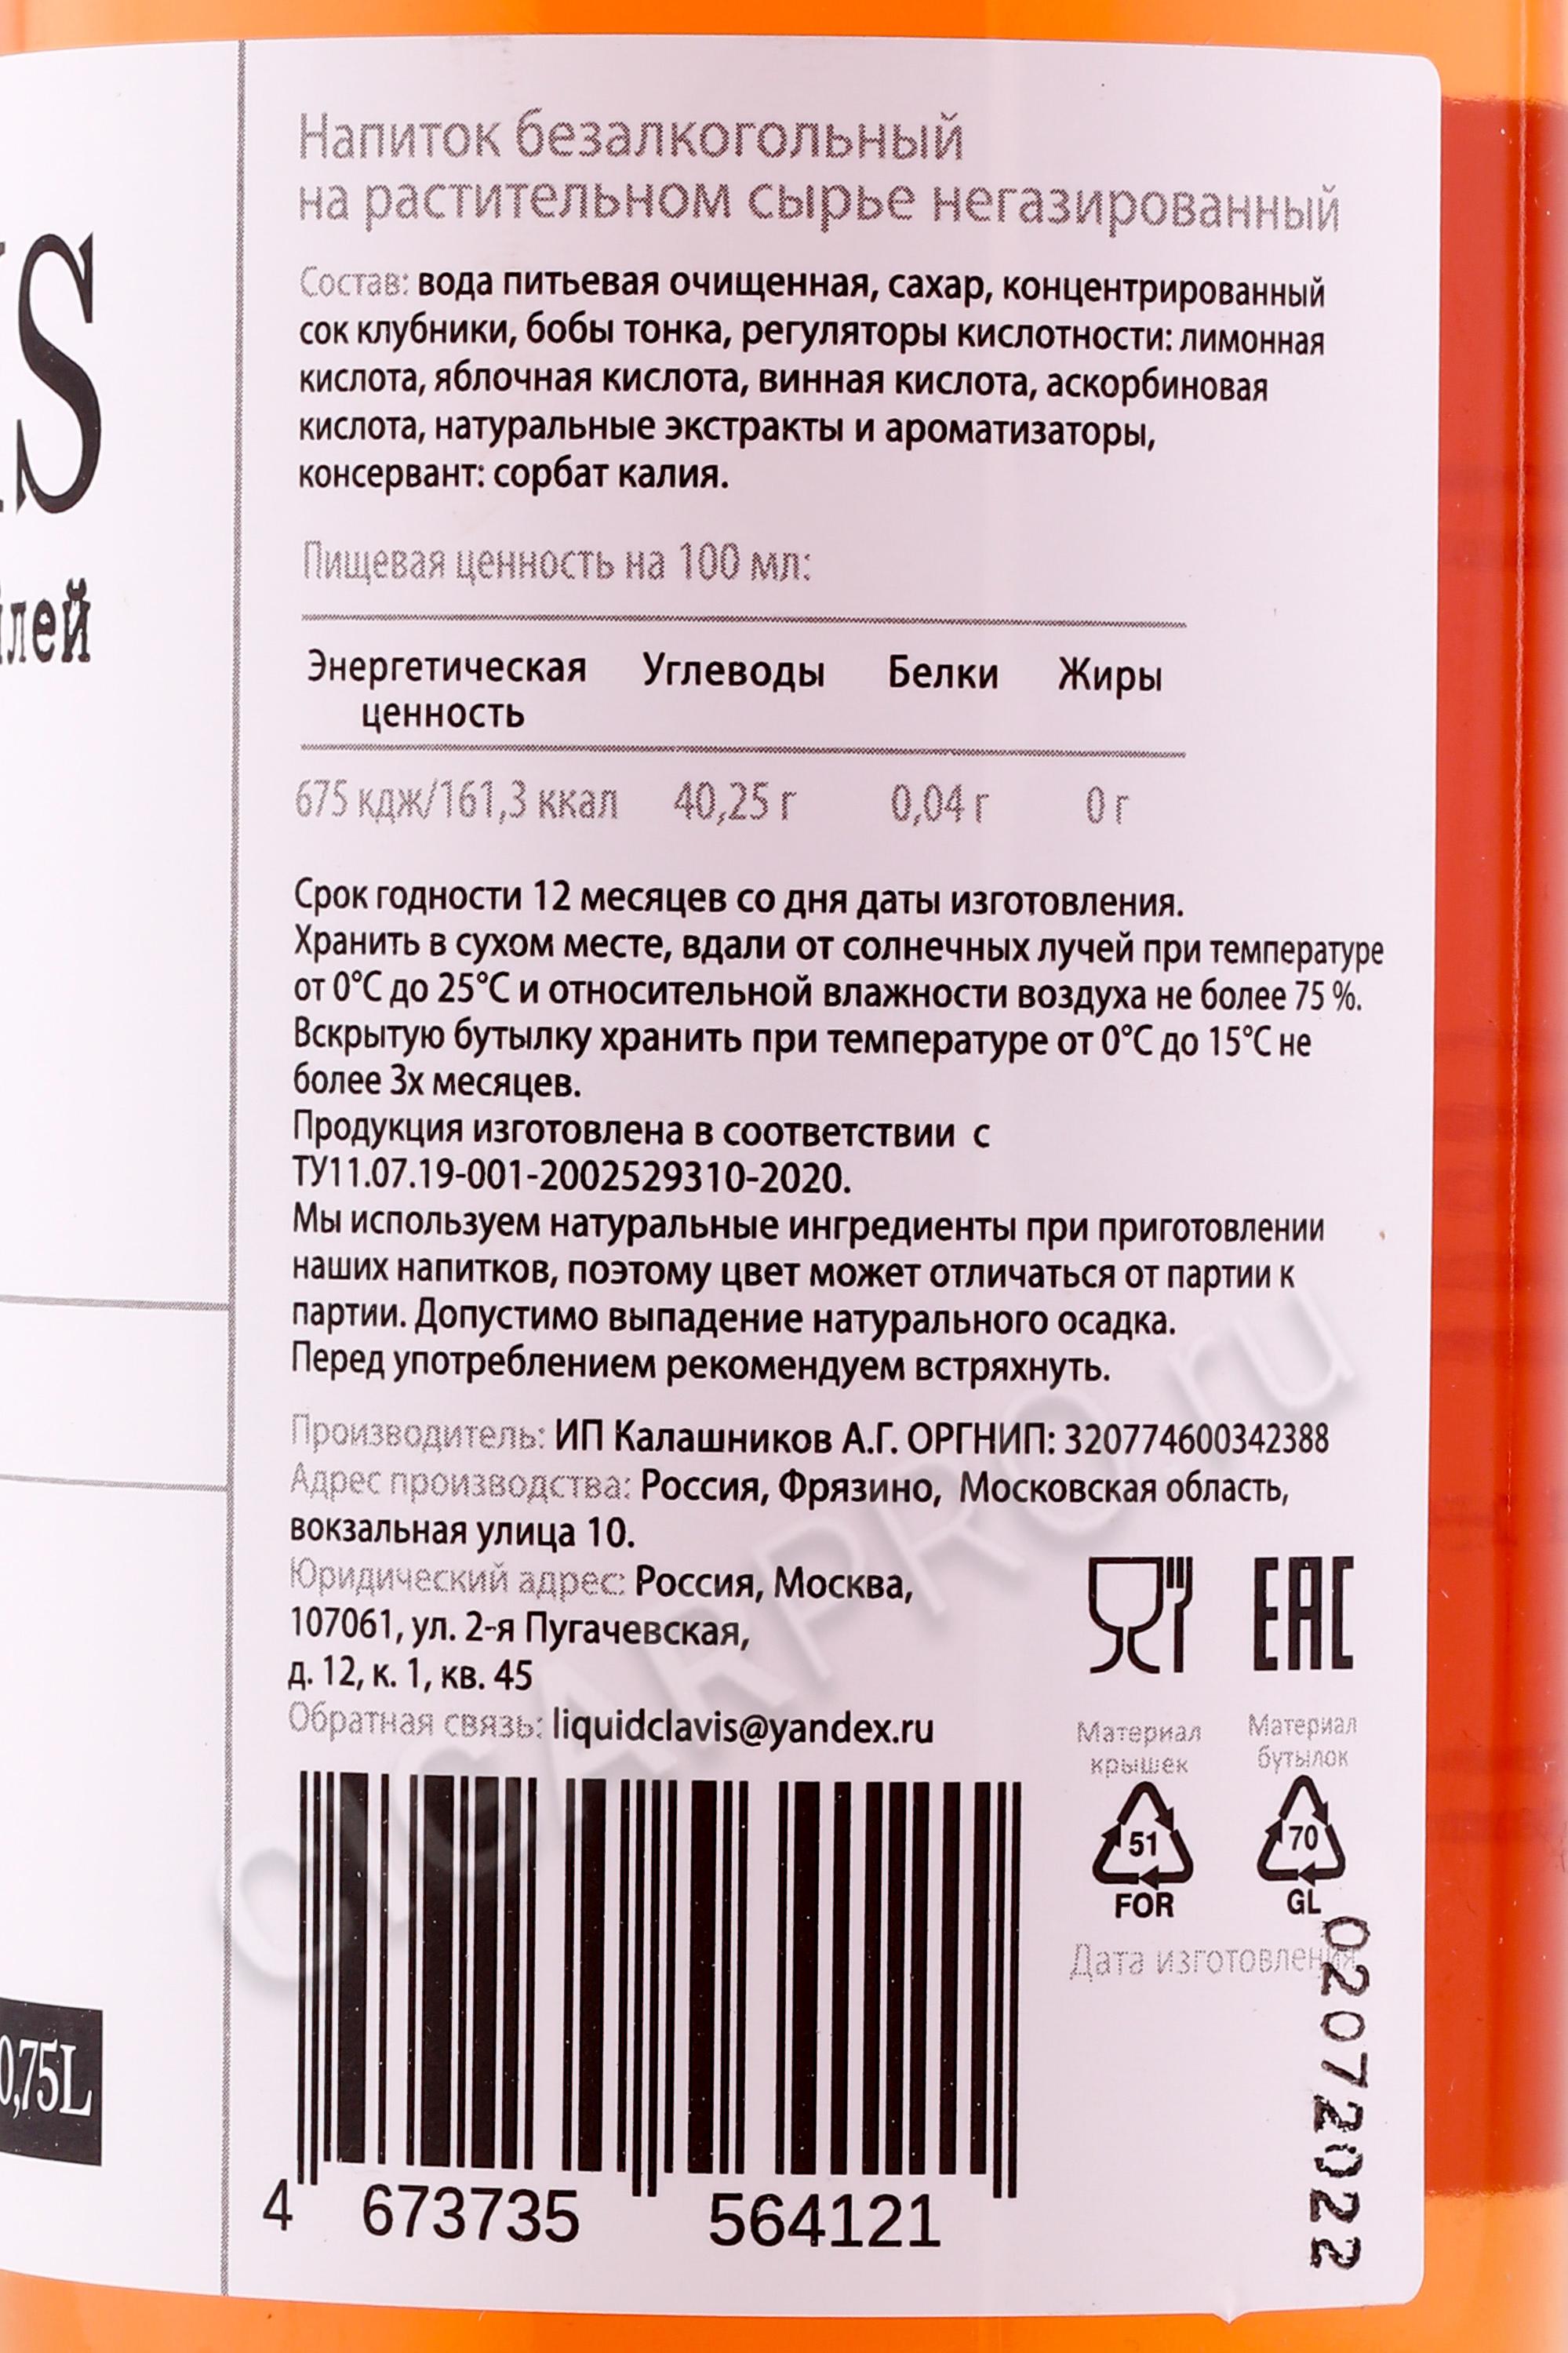 Напиток безалкогольный
на растительном сырье негазированный
Состав: вода питьевая очищенная, сахар, концентрированный
сок клубники, бобы тонка, регуляторы кислотности: лимонная
кислота, яблочная кислота, винная кислота, аскорбиновая
кислота, натуральные экстракты и ароматизаторы,
консервант: сорбат калия.
Пищевая ценность на 100 мл:
Энергетическая ценность Углеводы Белки Жиры
675 кдж/161,3 ккал 40,25 г 0,04 г 0 г
Срок годности 12 месяцев со дня даты изготовления.
Хранить в сухом месте, вдали от солнечных лучей при температуре
от 0°С до 25°С и относительной влажности воздуха не более 75 %.
Вскрытую бутылку хранить при температуре от 0°С до 15°С не
более 3х месяцев.
Продукция изготовлена в соответствии с
ТУ11.07.19-001-2002529310-2020.
Мы используем натуральные ингредиенты при приготовлении
наших напитков, поэтому цвет может отличаться от партии к
партии. Допустимо выпадение натурального осадка.
Перед употреблением рекомендуем встряхнуть.
Производитель: ИП Калашников А.Г. ОРГНИП: 320774600342388
Адрес производства: Россия, Фрязино, Московская область,
вокзальная улица 10.
Юридический адрес: Россия, Москва,
107061, ул. 2-я Пугачевская,
д. 12, к. 1, кв. 45
Обратная связь: liquidclavis@yandex.ru
EAC
Материал крышек
Материал бутылок
51
FOR
70
GL
Дата изготовления
02072022
4 673735 564121
0,75L
CIGARPRO.ru